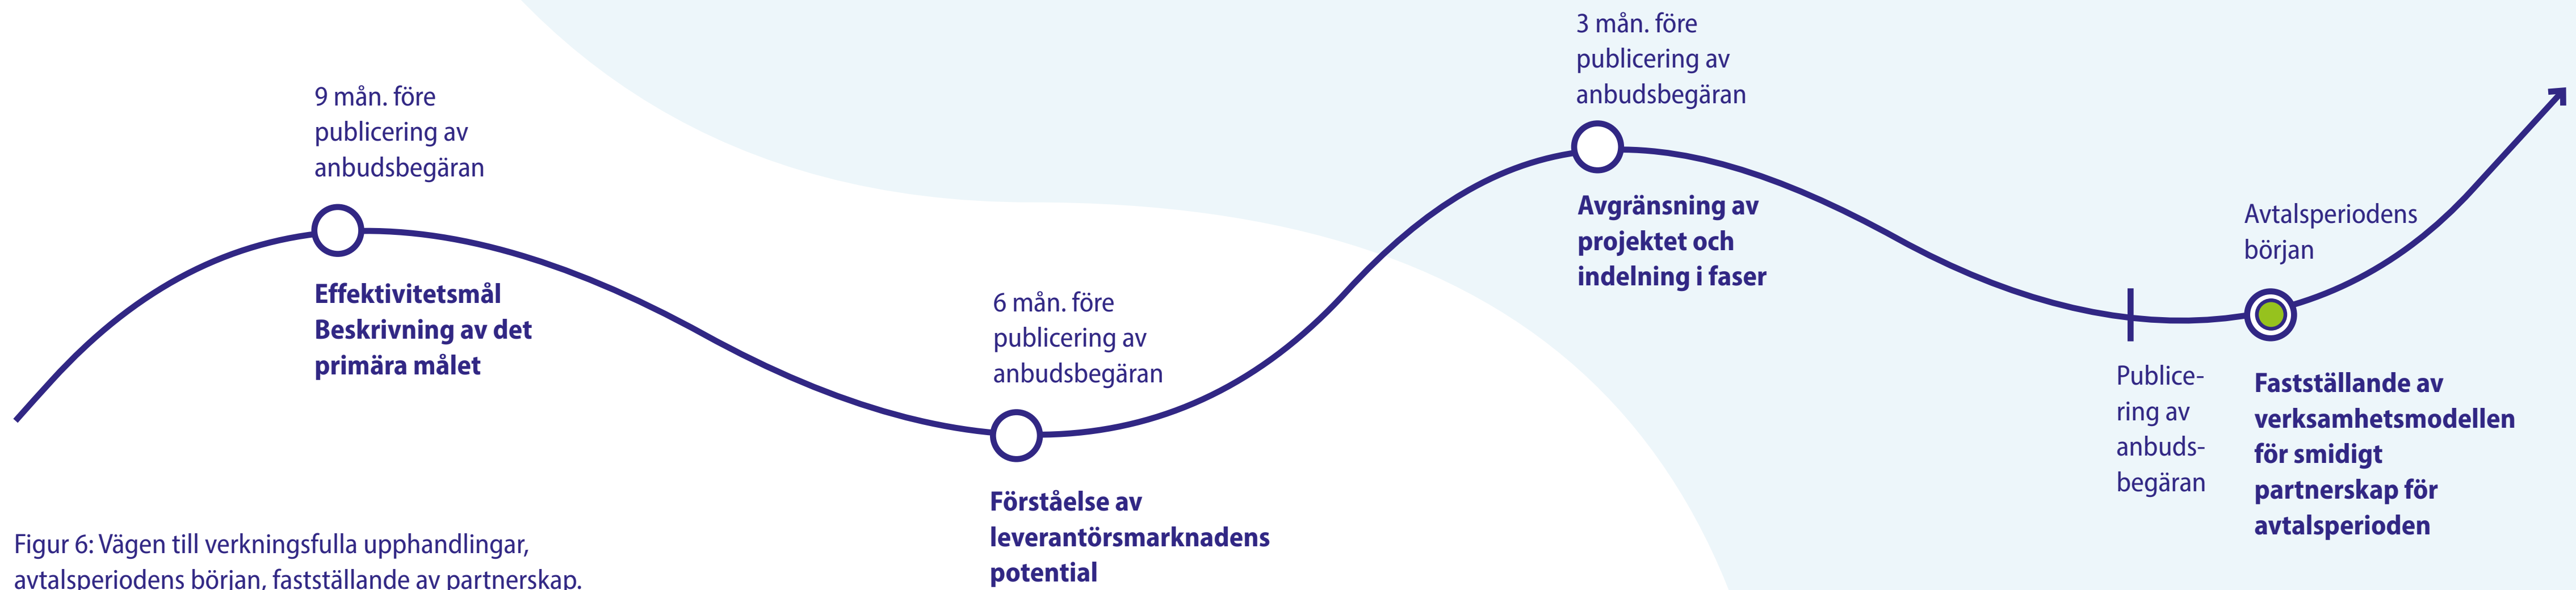 9 mån. före
publicering av
anbudsbegäran
Effektivitetsmål
Beskrivning av det
primära målet
6 mån. före
publicering av
anbudsbegäran
Förståelse av
leverantörsmarknadens
potential
3 mån. före
publicering av
anbudsbegäran
Avgränsning av
projektet och
indelning i faser
Publice-
ring av
anbuds-
begäran
Avtalsperiodens
början
Fastställande av
verksamhetsmodellen
för smidigt
partnerskap för
avtalsperioden
Figur 6: Vägen till verkningsfulla upphandlingar,
avtalsperiodens början, fastställande av partnerskap.